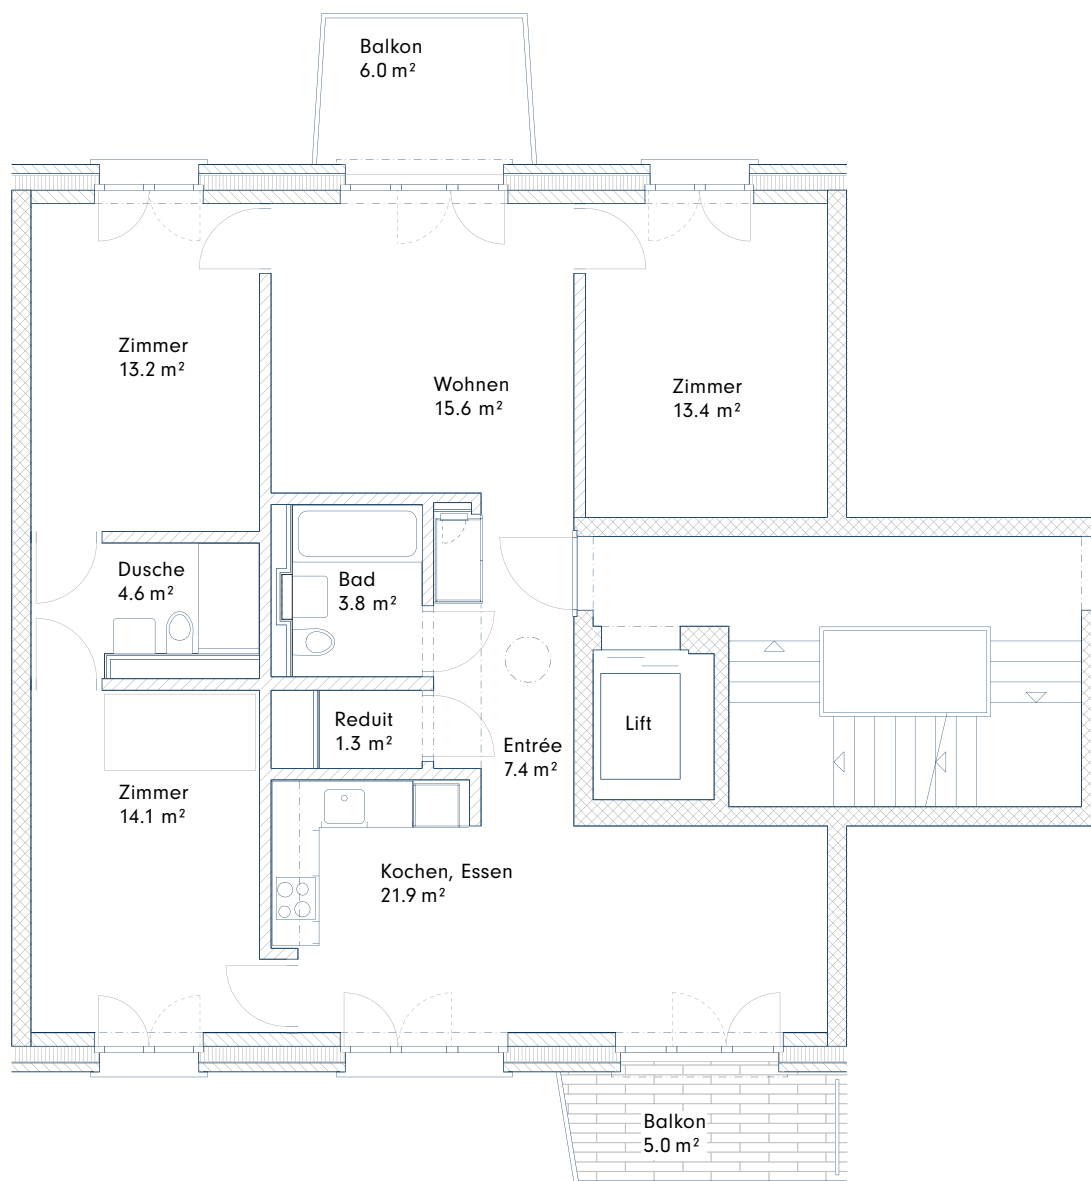 Balkon
6.0 m²
Zimmer
13.2 m²
Wohnen
15.6 m²
Zimmer
13.4 m²
Dusche
4.6 m²
Bad
3.8 m²
Reduit
1.3 m²
Entrée
7.4 m²
Lift
Zimmer
14.1 m²
Kochen, Essen
21.9 m²
Balkon
5.0 m²